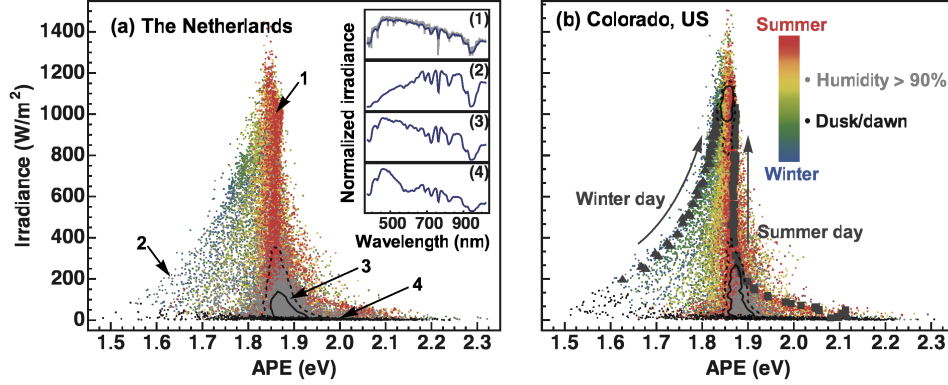 (a) The Netherlands
1400
1200
1000
800
600
400
200
0
Irradiance (W/m²)
1.5 1.6 1.7 1.8 1.9 2.0 2.1 2.2 2.3
APE (eV)
1
2
3
4
Normalized irradiance
(1)
(2)
(3)
(4)
500 700 900
Wavelength (nm)
(b) Colorado, US
Summer
Humidity > 90%
Dusk/dawn
Winter
Winter day
Summer day
1.5 1.6 1.7 1.8 1.9 2.0 2.1 2.2 2.3
APE (eV)